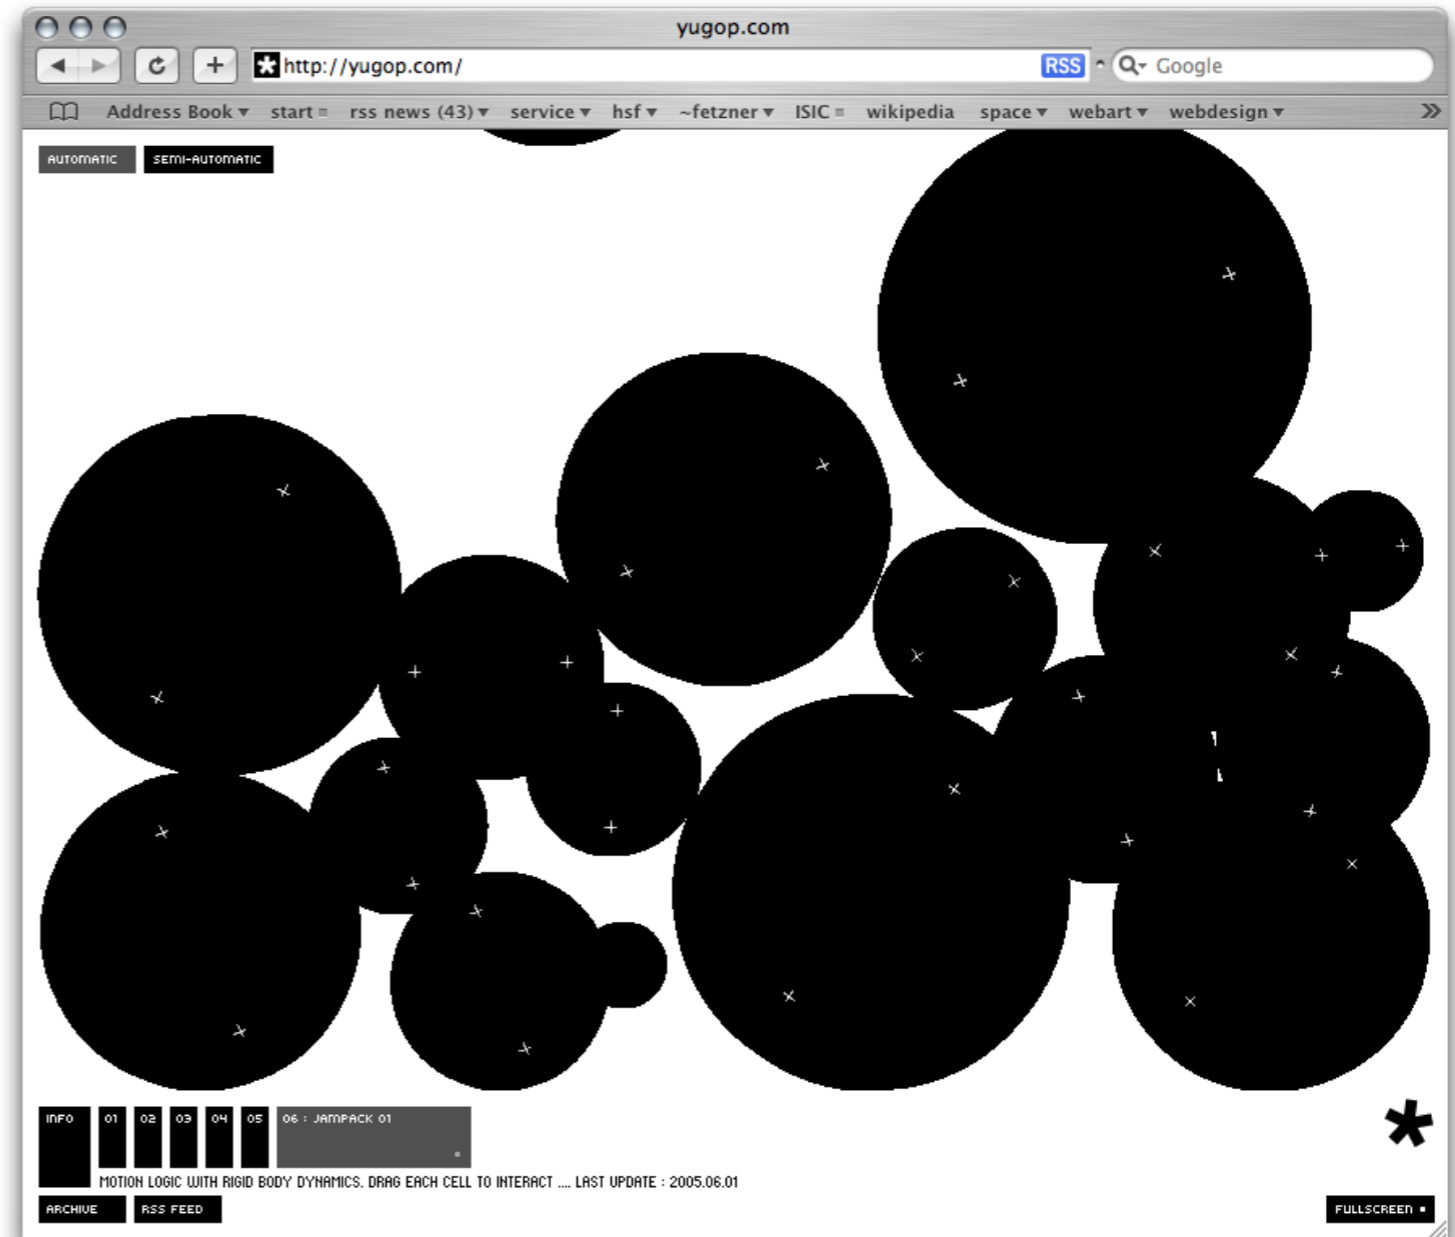 yugop.com
http://yugop.com/ RSS Google
Address Book start rss news (43) service hsf ~fetzner ISIC wikipedia space webart webdesign
AUTOMATIC SEMI-AUTOMATIC
INFO 01 02 03 04 05 06 : JAMPACK 01
MOTION LOGIC WITH RIGID BODY DYNAMICS. DRAG EACH CELL TO INTERACT .... LAST UPDATE : 2005.06.01
ARCHIVE RSS FEED FULLSCREEN